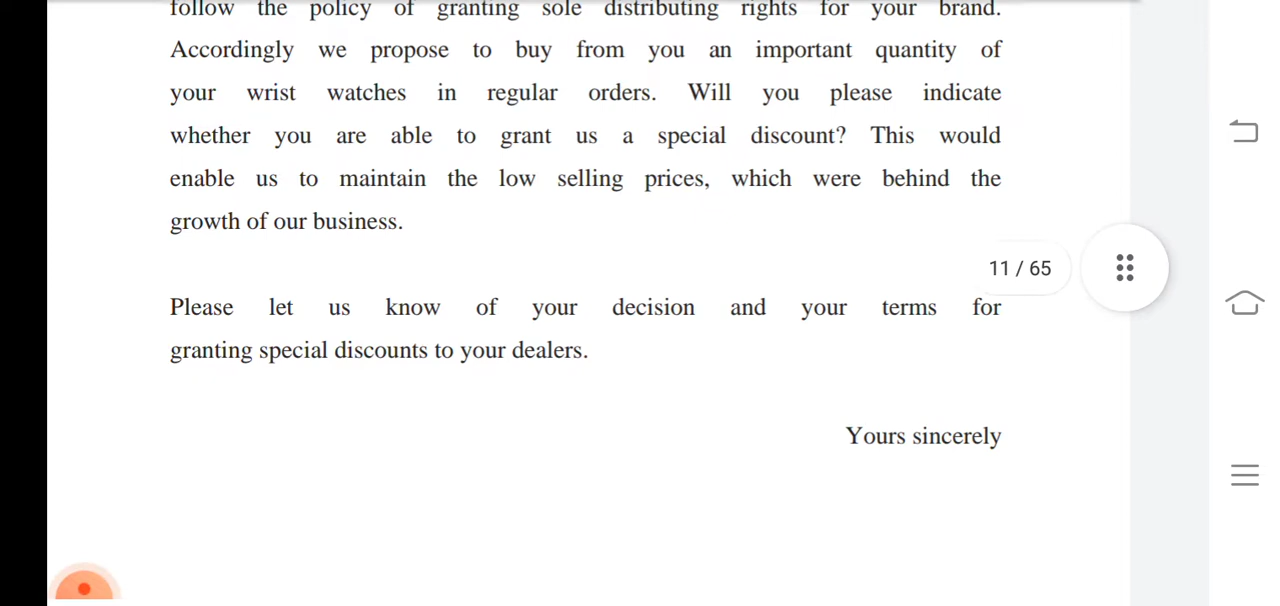 follow the policy of granting sole distributing rights for your brand.
Accordingly we propose to buy from you an important quantity of
your wrist watches in regular orders. Will you please indicate
whether you are able to grant us a special discount? This would
enable us to maintain the low selling prices, which were behind the
growth of our business.
11 / 65
Please let us know of your decision and your terms for
granting special discounts to your dealers.
Yours sincerely